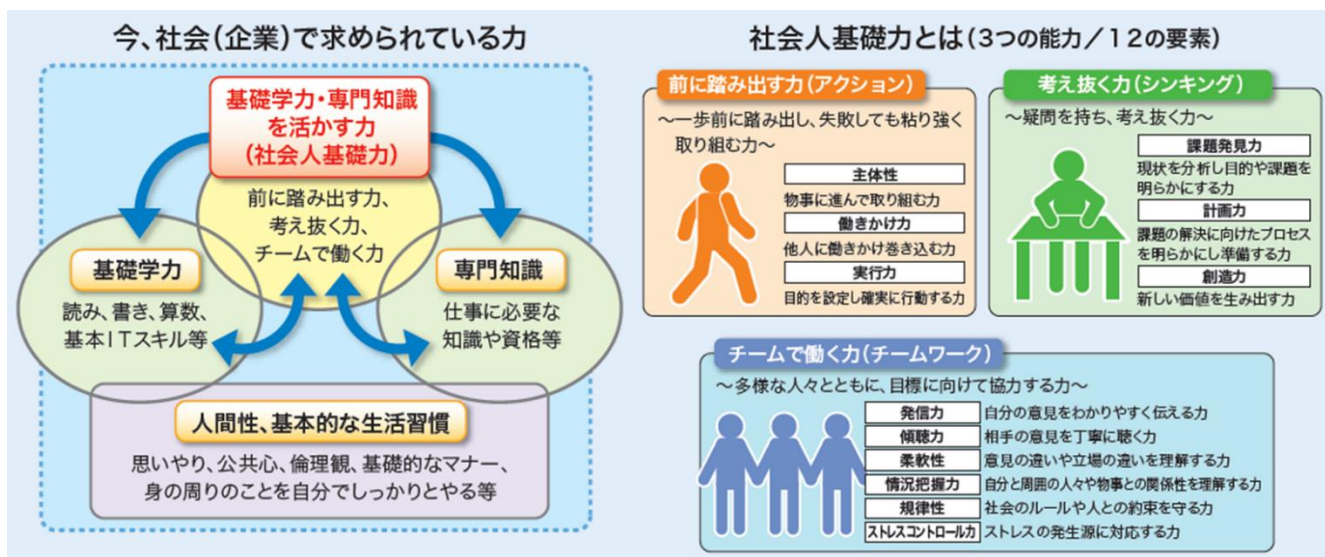 今、社会(企業)で求められている力
基礎学力・専門知識
を活かす力
(社会人基礎力)
前に踏み出す力、
考え抜く力、
チームで働く力
基礎学力
読み、書き、算数、
基本ITスキル等
専門知識
仕事に必要な
知識や資格等
人間性、基本的な生活習慣
思いやり、公共心、倫理観、基礎的なマナー、
身の周りのことを自分でしっかりとやる等
社会人基礎力とは(3つの能力/12の要素)
前に踏み出す力(アクション)
〜一歩前に踏み出し、失敗しても粘り強く
取り組む力〜
主体性
物事に進んで取り組む力
働きかけ力
他人に働きかけ巻き込む力
実行力
目的を設定し確実に行動する力
考え抜く力(シンキング)
〜疑問を持ち、考え抜く力〜
課題発見力
現状を分析し目的や課題を
明らかにする力
計画力
課題の解決に向けたプロセス
を明らかにし準備する力
創造力
新しい価値を生み出す力
チームで働く力(チームワーク)
〜多様な人々とともに、目標に向けて協力する力〜
発信力 自分の意見をわかりやすく伝える力
傾聴力 相手の意見を丁寧に聴く力
柔軟性 意見の違いや立場の違いを理解する力
情況把握力 自分と周囲の人々や物事との関係性を理解する力
規律性 社会のルールや人との約束を守る力
ストレスコントロール力 ストレスの発生源に対応する力